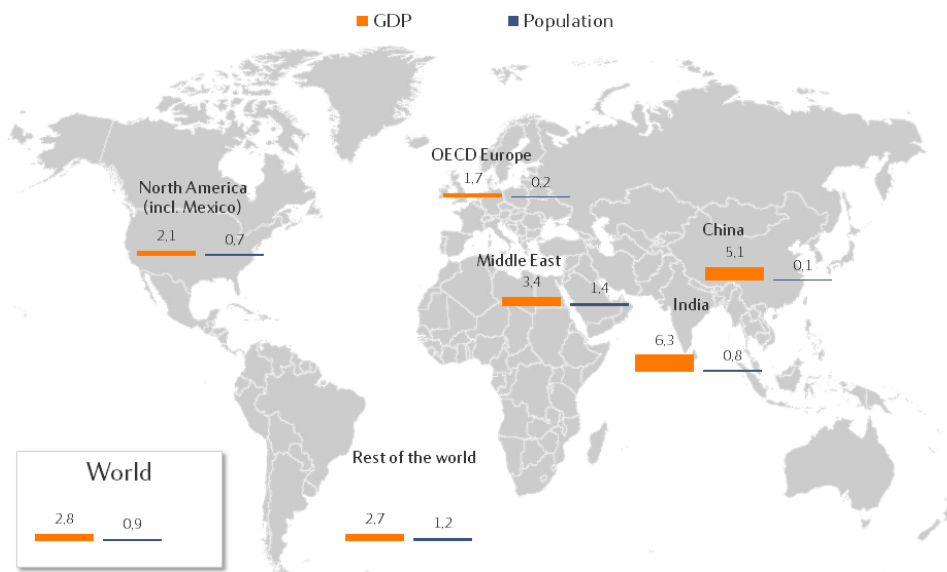 GDP
Population
OECD Europe
1,7
0,2
North America
(incl. Mexico)
2,1
0,7
China
5,1
0,1
Middle East
3,4
1,4
India
6,3
0,8
Rest of the world
2,7
1,2
World
2,8
0,9